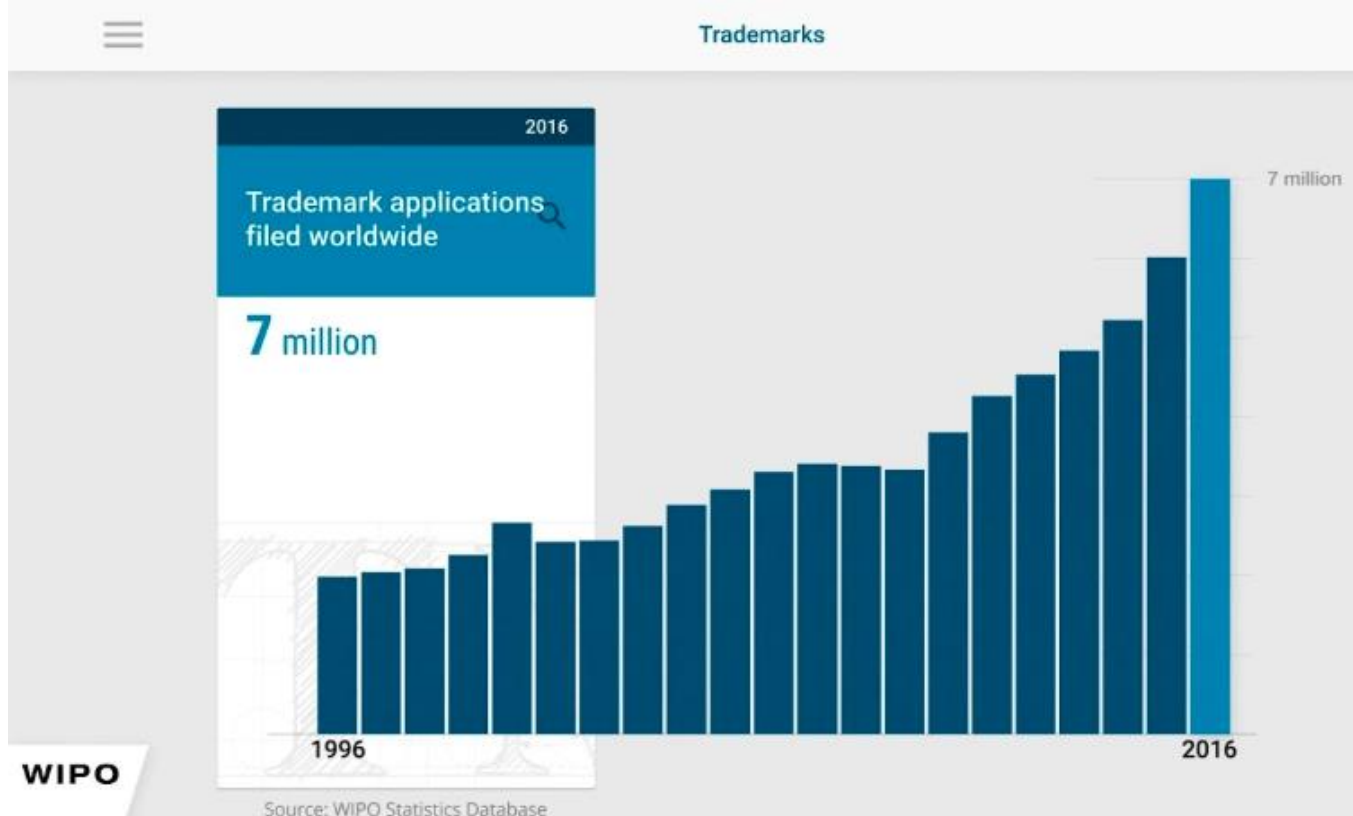 Trademarks
2016
Trademark applications
filed worldwide
7 million
7 million
1996
2016
WIPO
Source: WIPO Statistics Database